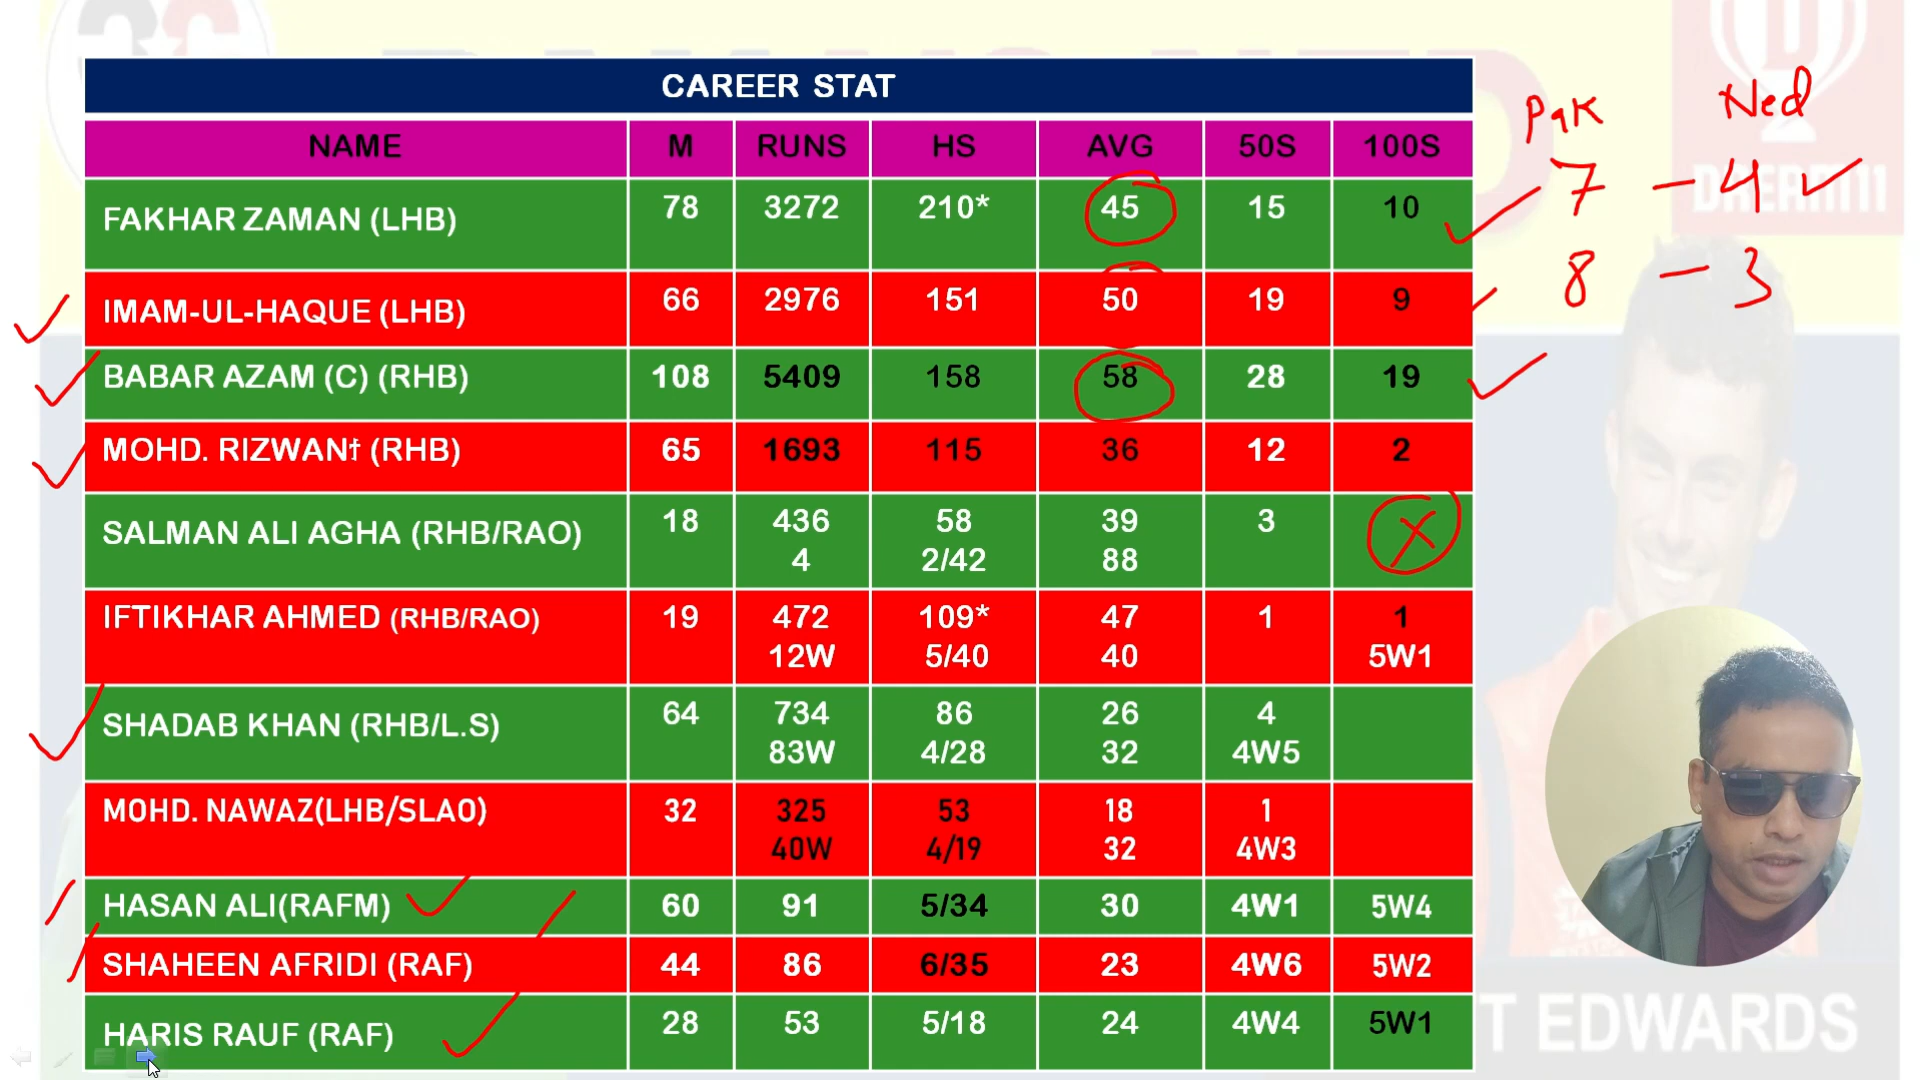 CAREER STAT
NAME M RUNS HS AVG 50S 100S
FAKHAR ZAMAN (LHB) 78 3272 210* 45 15 10
IMAM-UL-HAQUE (LHB) 66 2976 151 50 19 9
BABAR AZAM (C) (RHB) 108 5409 158 58 28 19
MOHD. RIZWAN† (RHB) 65 1693 115 36 12 2
SALMAN ALI AGHA (RHB/RAO) 18 436 58 39 3
4 2/42 88
IFTIKHAR AHMED (RHB/RAO) 19 472 109* 47 1 1
12W 5/40 40 5W1
SHADAB KHAN (RHB/L.S) 64 734 86 26 4
83W 4/28 32 4W5
MOHD. NAWAZ(LHB/SLAO) 32 325 53 18 1
40W 4/19 32 4W3
HASAN ALI(RAFM) 60 91 5/34 30 4W1 5W4
SHAHEEN AFRIDI (RAF) 44 86 6/35 23 4W6 5W2
HARIS RAUF (RAF) 28 53 5/18 24 4W4 5W1
Pak Ned
7 - 4
8 - 3
DREAM11
T EDWARDS